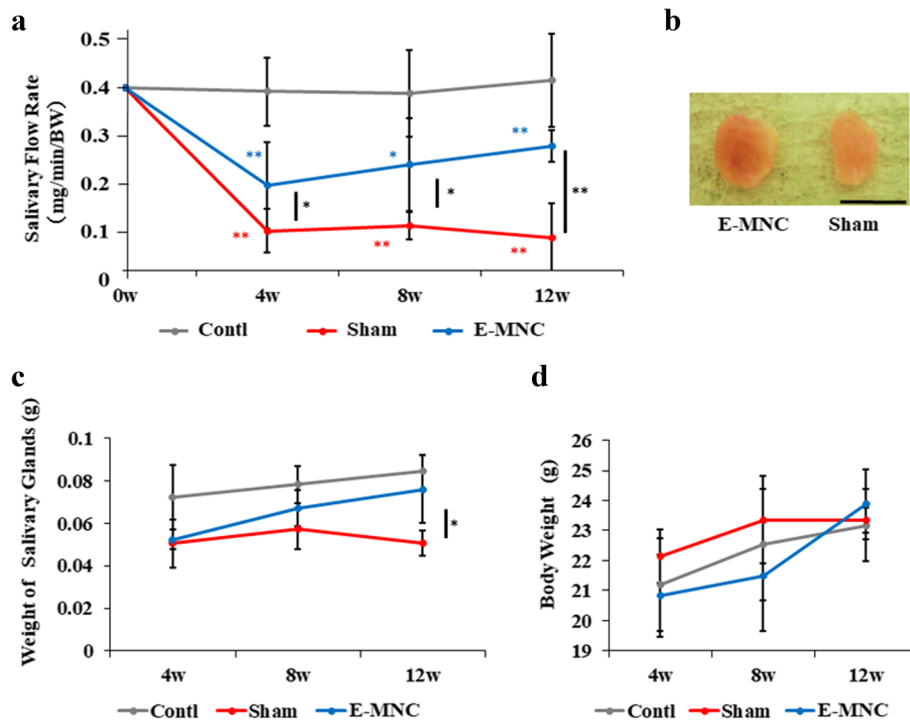 a
Salivary Flow Rate
(mg/min/BW)
0.5
0.4
0.3
0.2
0.1
0
**
*
**
*
*
**
**
**
**
0w
4w
8w
12w
Contl
Sham
E-MNC
b
E-MNC
Sham
c
Weight of Salivary Glands (g)
0.1
0.08
0.06
0.04
0.02
0
*
4w
8w
12w
Contl
Sham
E-MNC
d
Body Weight (g)
26
25
24
23
22
21
20
19
4w
8w
12w
Contl
Sham
E-MNC